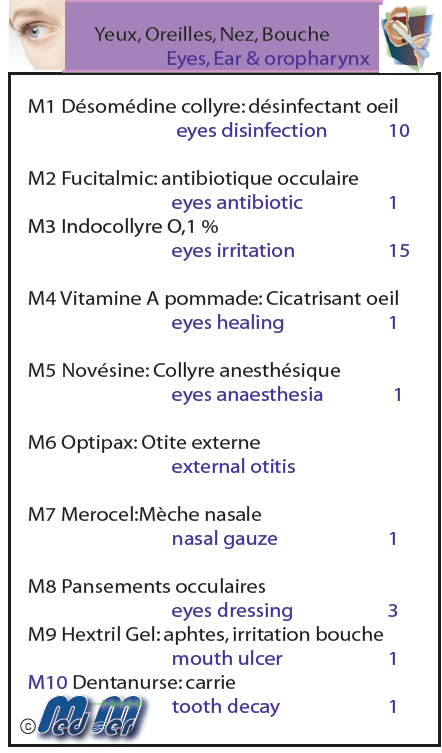 Yeux, Oreilles, Nez, Bouche
Eyes, Ear & oropharynx
M1 Désomédine collyre: désinfectant oeil
eyes disinfection 10
M2 Fucitalmic: antibiotique occulaire
eyes antibiotic 1
M3 Indocollyre O,1 %
eyes irritation 15
M4 Vitamine A pommade: Cicatrisant oeil
eyes healing 1
M5 Novésine: Collyre anesthésique
eyes anaesthesia 1
M6 Optipax: Otite externe
external otitis
M7 Merocel:Mèche nasale
nasal gauze 1
M8 Pansements occulaires
eyes dressing 3
M9 Hextril Gel: aphtes, irritation bouche
mouth ulcer 1
M10 Dentanurse: carrie
tooth decay 1
© Med Mer